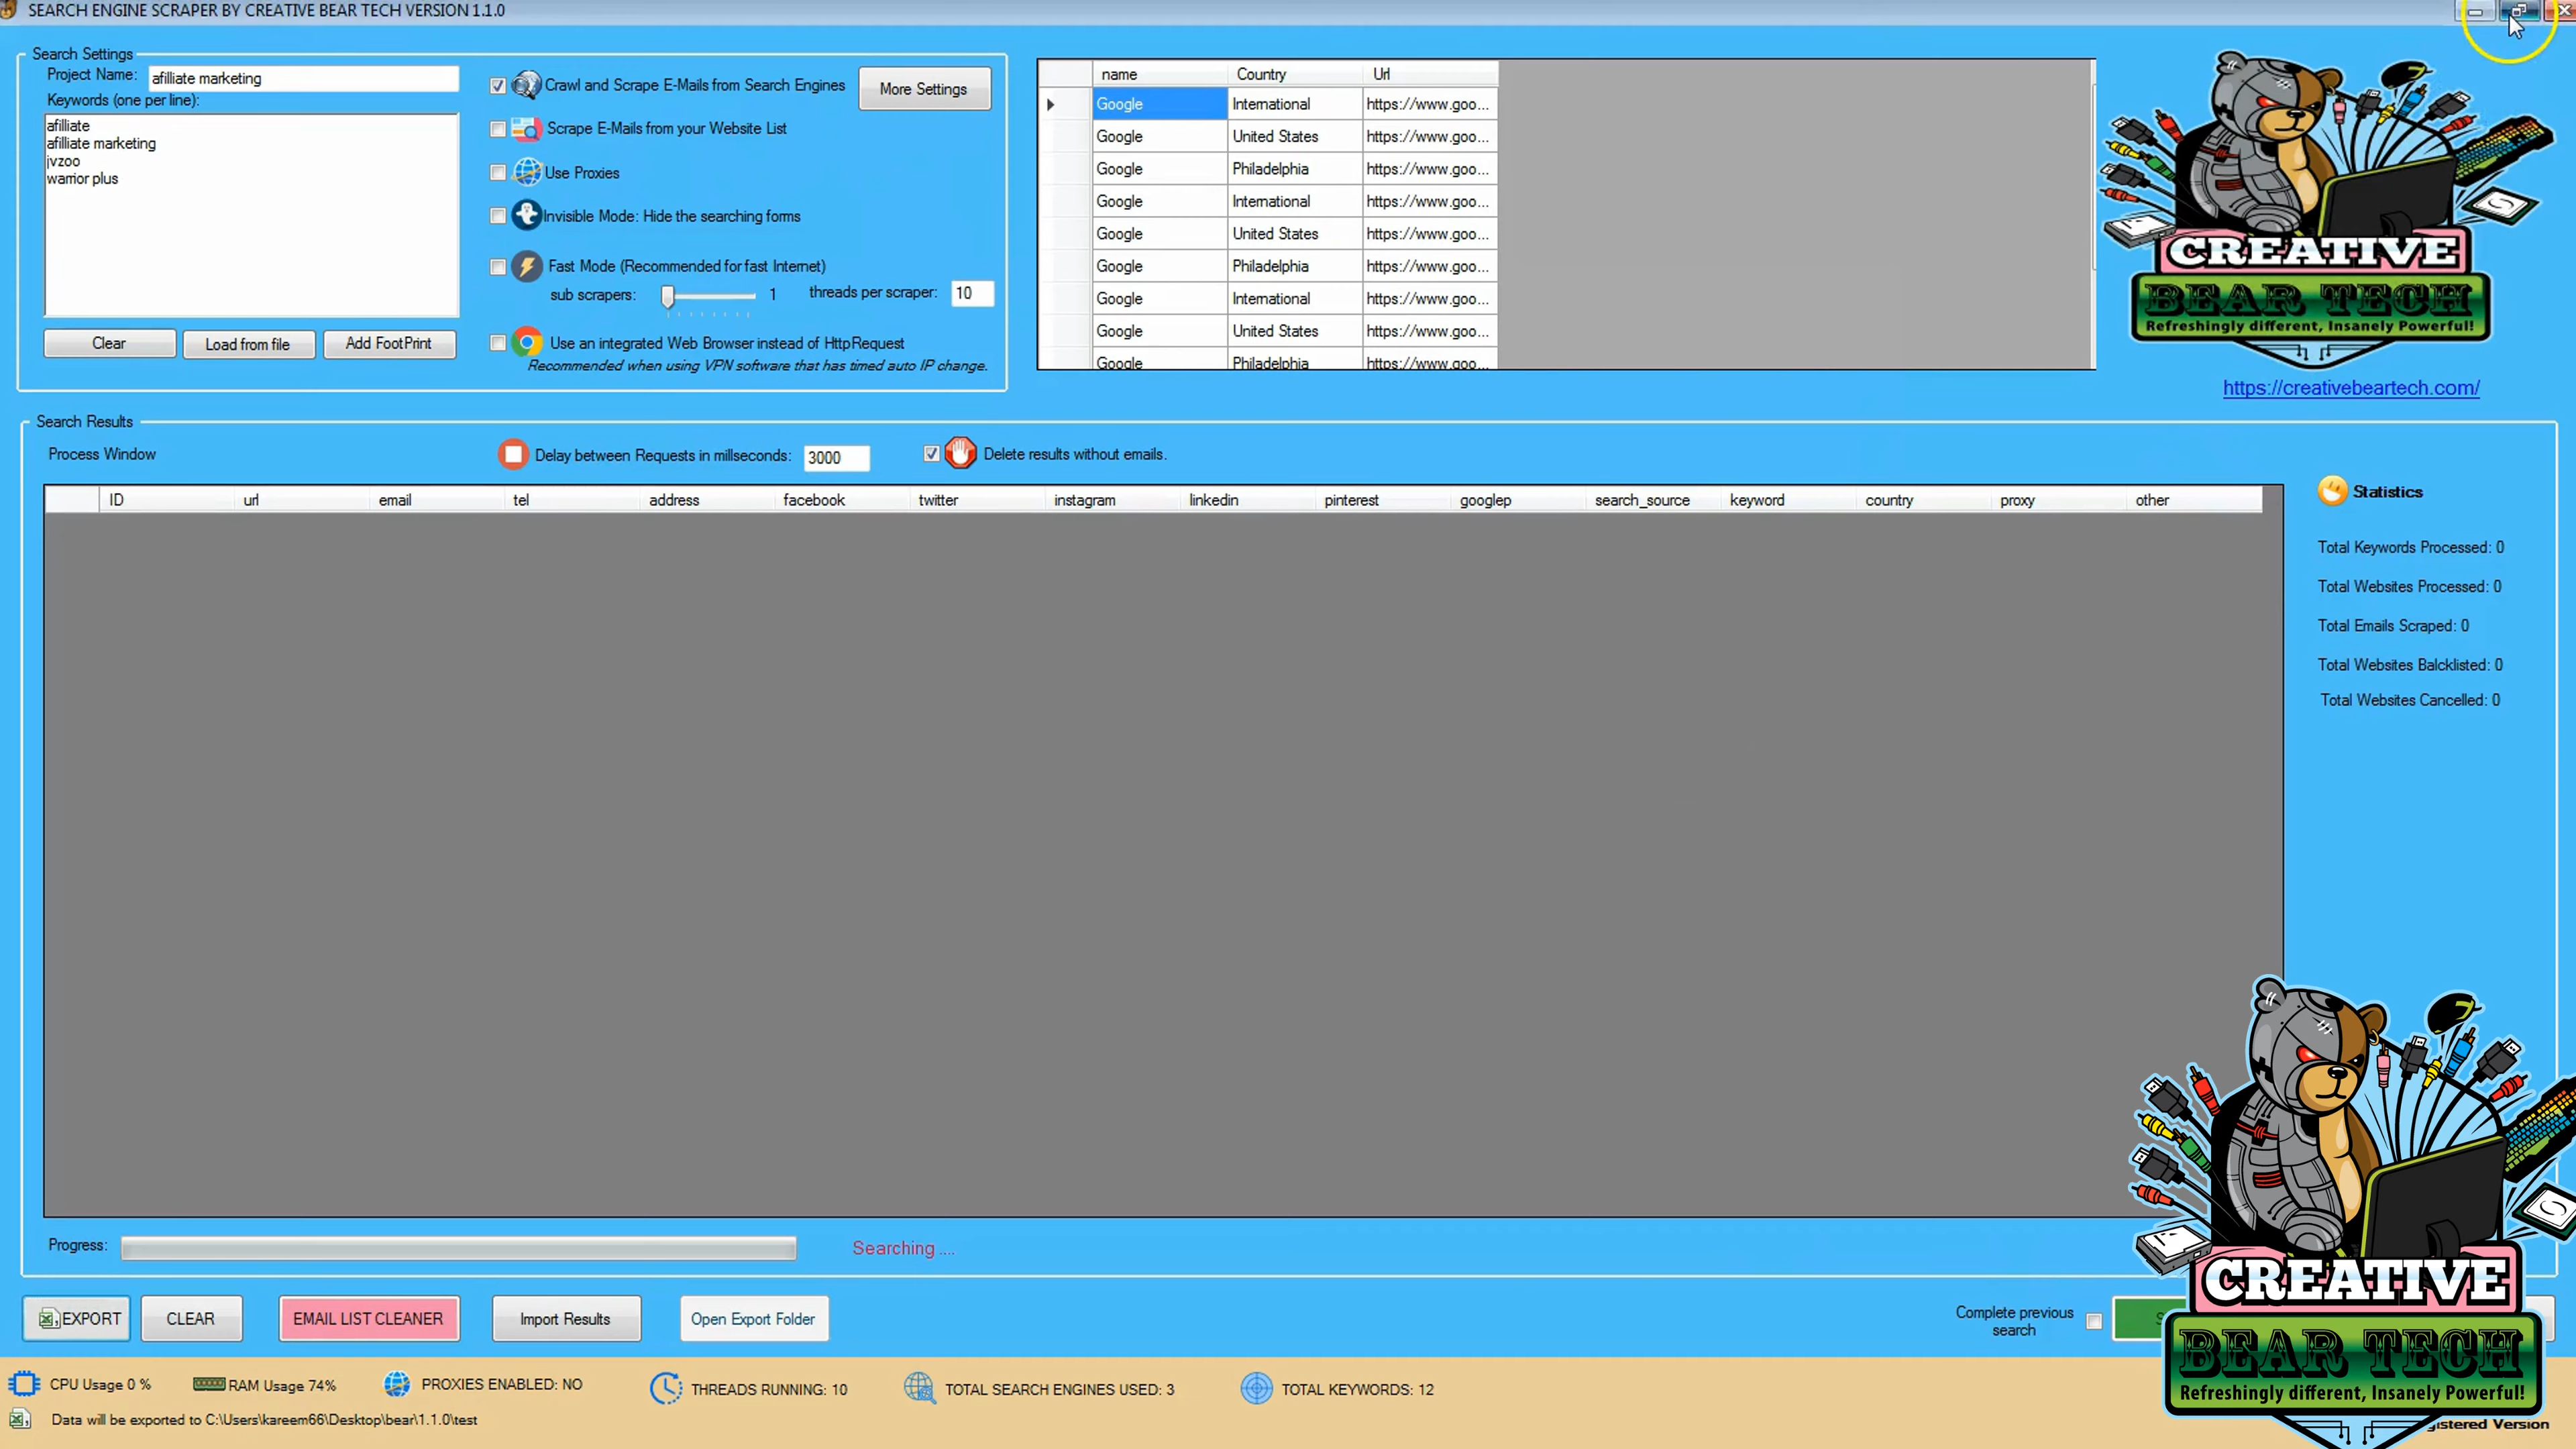 SEARCH ENGINE SCRAPER BY CREATIVE BEAR TECH VERSION 1.1.0
Search Settings
Project Name: afilliate marketing
Keywords (one per line):
afilliate
afilliate marketing
jvzoo
warrior plus
Clear Load from file Add FootPrint
Crawl and Scrape E-Mails from Search Engines More Settings
Scrape E-Mails from your Website List
Use Proxies
Invisible Mode: Hide the searching forms
Fast Mode (Recommended for fast Internet)
sub scrapers: 1 threads per scraper: 10
Use an integrated Web Browser instead of HttpRequest
Recommended when using VPN software that has timed auto IP change.
name Country Url
Google International https://www.goo...
Google United States https://www.goo...
Google Philadelphia https://www.goo...
Google International https://www.goo...
Google United States https://www.goo...
Google Philadelphia https://www.goo...
Google International https://www.goo...
Google United States https://www.goo...
Google Philadelphia https://www.goo...
CREATIVE
BEAR TECH
Refreshingly different, Insanely Powerful!
https://creativebeartech.com/
Search Results
Process Window Delay between Requests in millseconds: 3000 Delete results without emails.
ID url email tel address facebook twitter instagram linkedin pinterest googlep search_source keyword country proxy other
Statistics
Total Keywords Processed: 0
Total Websites Processed: 0
Total Emails Scraped: 0
Total Websites Balcklisted: 0
Total Websites Cancelled: 0
Progress: Searching ....
EXPORT CLEAR EMAIL LIST CLEANER Import Results Open Export Folder
Complete previous
search
CREATIVE
BEAR TECH
Refreshingly different, Insanely Powerful!
CPU Usage 0 % RAM Usage 74% PROXIES ENABLED: NO THREADS RUNNING: 10 TOTAL SEARCH ENGINES USED: 3 TOTAL KEYWORDS: 12
Data will be exported to C:\Users\kareem66\Desktop\bear\1.1.0\test
gistered Version